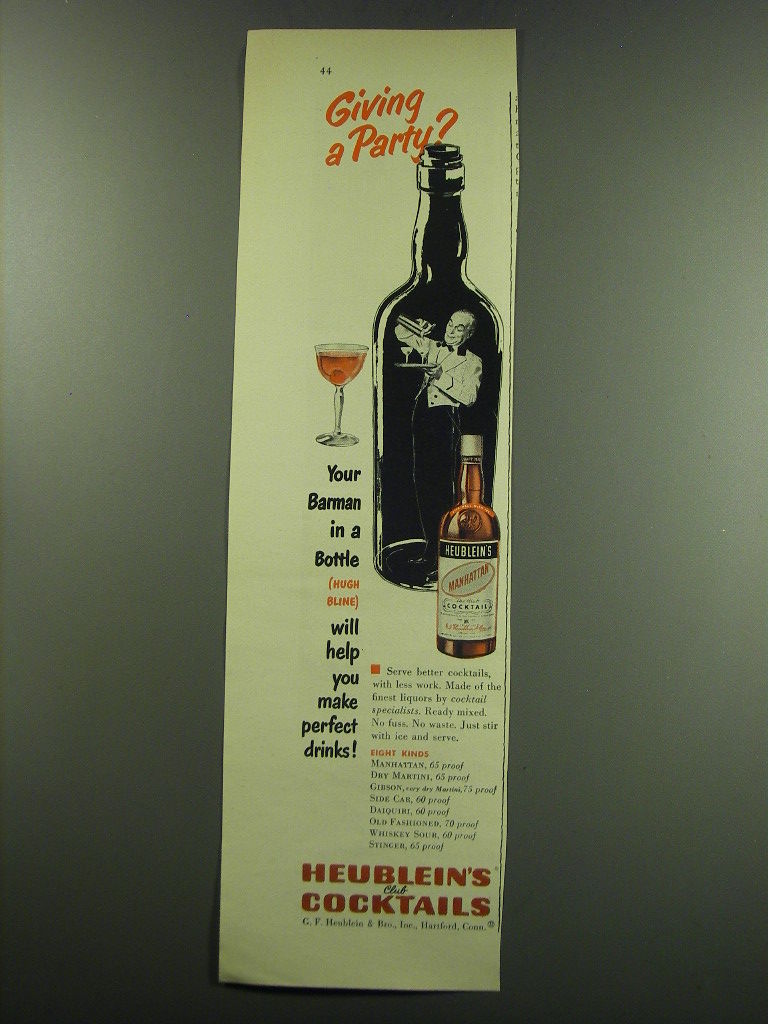 44
Giving
a Party?
Your
Barman
in a
Bottle
(HUGH
BLINE)
will
help
you
make
perfect
drinks!
HEUBLEIN'S
MANHATTAN
COCKTAIL
■ Serve better cocktails,
with less work. Made of the
finest liquors by cocktail
specialists. Ready mixed.
No fuss. No waste. Just stir
with ice and serve.
EIGHT KINDS
MANHATTAN, 65 proof
DRY MARTINI, 65 proof
GIBSON, very dry Martini, 75 proof
SIDE CAR, 60 proof
DAIQUIRI, 60 proof
OLD FASHIONED, 70 proof
WHISKEY SOUR, 60 proof
STINGER, 65 proof
HEUBLEIN'S
Club
COCKTAILS
G. F. Heublein & Bro., Inc., Hartford, Conn.®